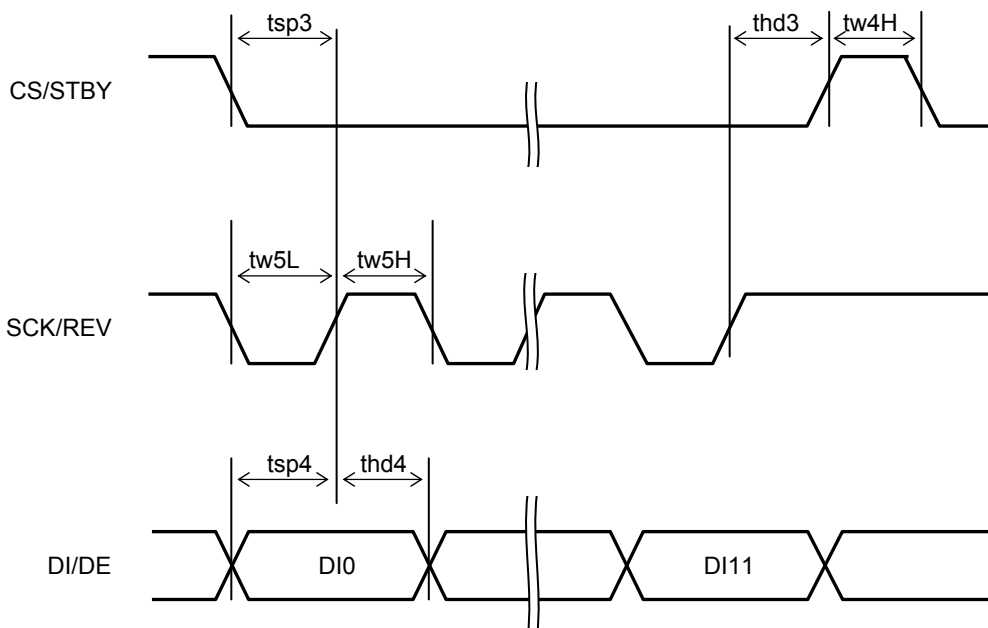 tsp3
thd3
tw4H
CS/STBY
tw5L
tw5H
SCK/REV
tsp4
thd4
DI/DE
DI0
DI11